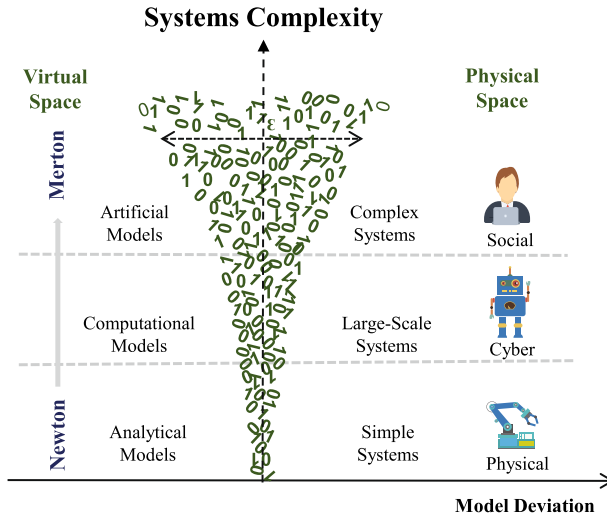 Systems Complexity
Virtual
Space
Physical
Space
ε
Merton
Artificial
Models
Complex
Systems
Social
Computational
Models
Large-Scale
Systems
Cyber
Newton
Analytical
Models
Simple
Systems
Physical
Model Deviation